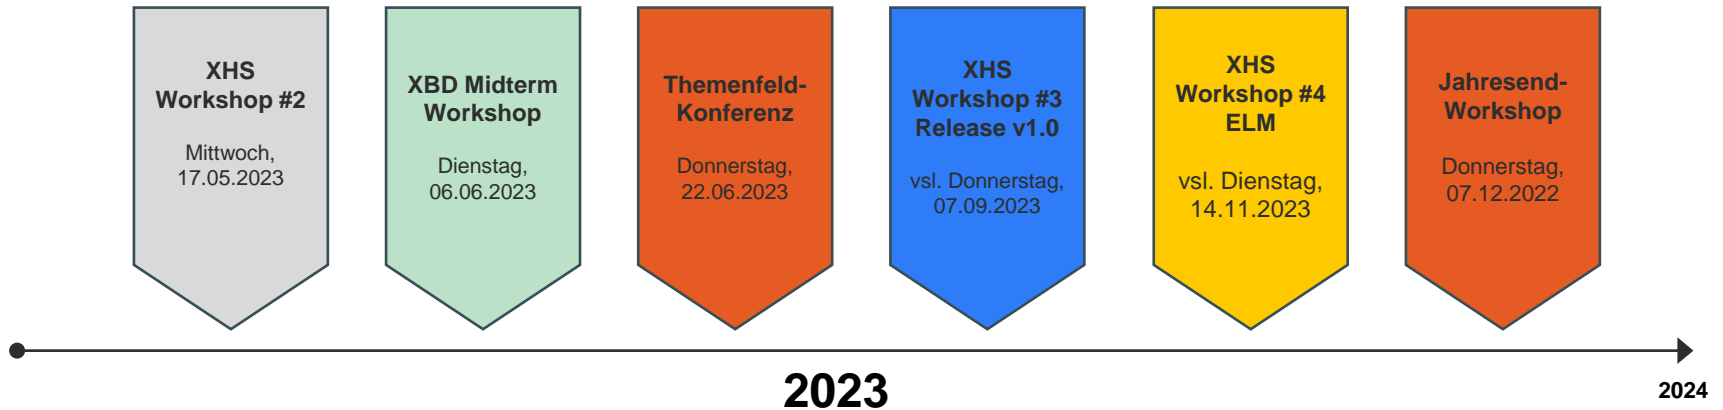 XHS
Workshop #2
Mittwoch,
17.05.2023
XBD Midterm
Workshop
Dienstag,
06.06.2023
Themenfeld-
Konferenz
Donnerstag,
22.06.2023
XHS
Workshop #3
Release v1.0
vsl. Donnerstag,
07.09.2023
XHS
Workshop #4
ELM
vsl. Dienstag,
14.11.2023
Jahresend-
Workshop
Donnerstag,
07.12.2022
2023
2024